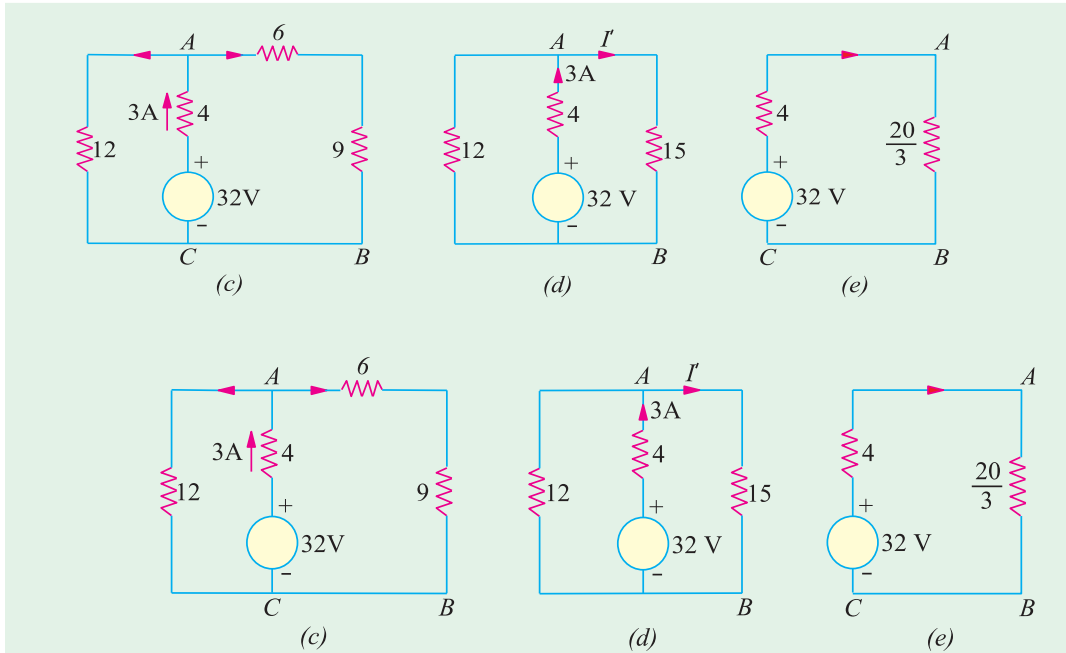 A 6
3A 4
12 9
+
32V
-
C B
(c)
A I'
3A
4
12 15
+
32 V
-
B
(d)
A
4
20/3
+
32 V
-
C B
(e)
A 6
3A 4
12 9
+
32V
-
C B
(c)
A I'
3A
4
12 15
+
32 V
-
B
(d)
A
4
20/3
+
32 V
-
C B
(e)